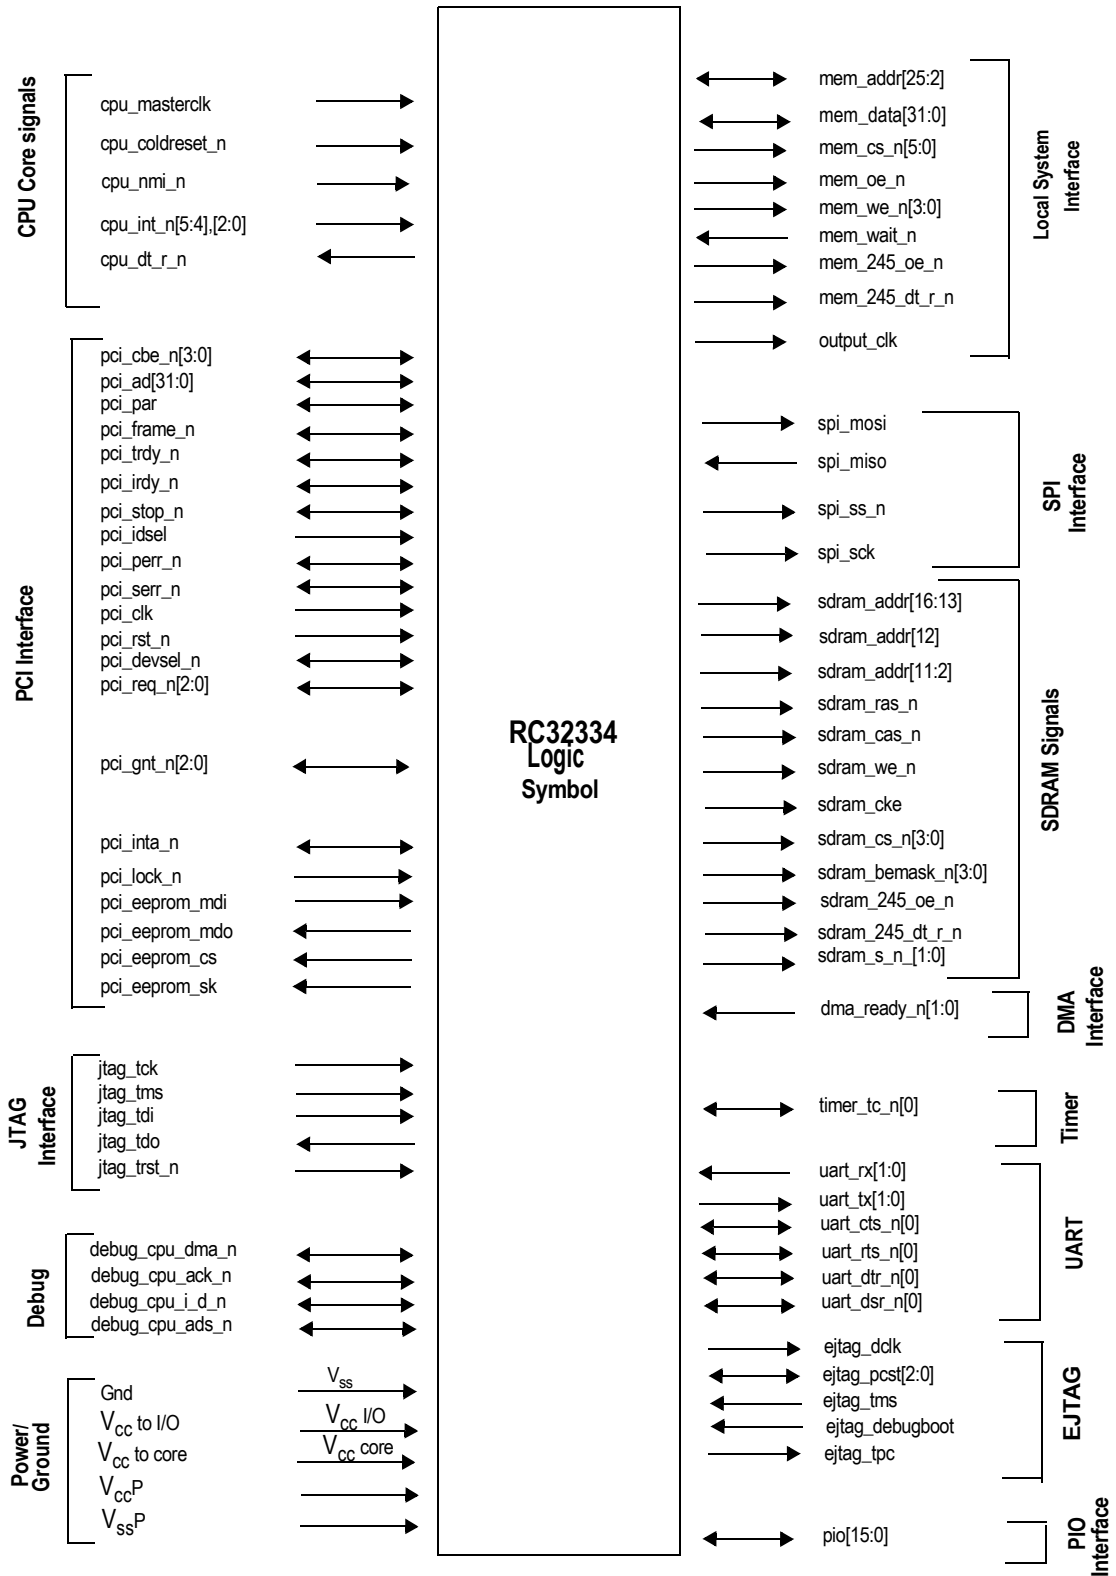 CPU Core signals
cpu_masterclk
cpu_coldreset_n
cpu_nmi_n
cpu_int_n[5:4],[2:0]
cpu_dt_r_n
PCI Interface
pci_cbe_n[3:0]
pci_ad[31:0]
pci_par
pci_frame_n
pci_trdy_n
pci_irdy_n
pci_stop_n
pci_idsel
pci_perr_n
pci_serr_n
pci_clk
pci_rst_n
pci_devsel_n
pci_req_n[2:0]
pci_gnt_n[2:0]
pci_inta_n
pci_lock_n
pci_eeprom_mdi
pci_eeprom_mdo
pci_eeprom_cs
pci_eeprom_sk
JTAG
Interface
jtag_tck
jtag_tms
jtag_tdi
jtag_tdo
jtag_trst_n
Debug
debug_cpu_dma_n
debug_cpu_ack_n
debug_cpu_i_d_n
debug_cpu_ads_n
Power/
Ground
Gnd
Vss
Vcc to I/O
Vcc I/O
Vcc to core
Vcc core
VccP
VssP
RC32334
Logic
Symbol
mem_addr[25:2]
mem_data[31:0]
mem_cs_n[5:0]
mem_oe_n
mem_we_n[3:0]
mem_wait_n
mem_245_oe_n
mem_245_dt_r_n
output_clk
Local System
Interface
spi_mosi
spi_miso
spi_ss_n
spi_sck
SPI
Interface
sdram_addr[16:13]
sdram_addr[12]
sdram_addr[11:2]
sdram_ras_n
sdram_cas_n
sdram_we_n
sdram_cke
sdram_cs_n[3:0]
sdram_bemask_n[3:0]
sdram_245_oe_n
sdram_245_dt_r_n
sdram_s_n_[1:0]
SDRAM Signals
dma_ready_n[1:0]
DMA
Interface
timer_tc_n[0]
Timer
uart_rx[1:0]
uart_tx[1:0]
uart_cts_n[0]
uart_rts_n[0]
uart_dtr_n[0]
uart_dsr_n[0]
UART
ejtag_dclk
ejtag_pcst[2:0]
ejtag_tms
ejtag_debugboot
ejtag_tpc
EJTAG
pio[15:0]
PIO
Interface